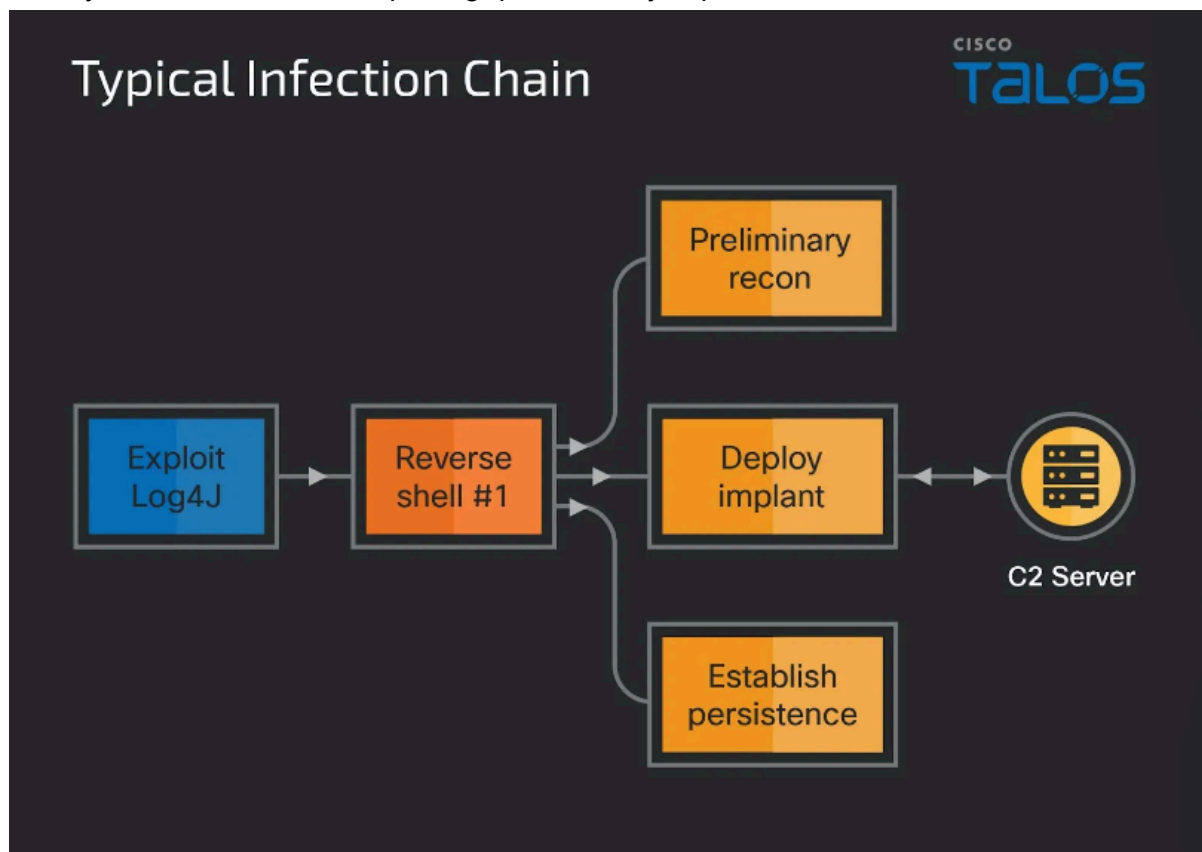 Typical Infection Chain
CISCO
TALOS
Preliminary
recon
Exploit
Log4J
Reverse
shell #1
Deploy
implant
C2 Server
Establish
persistence